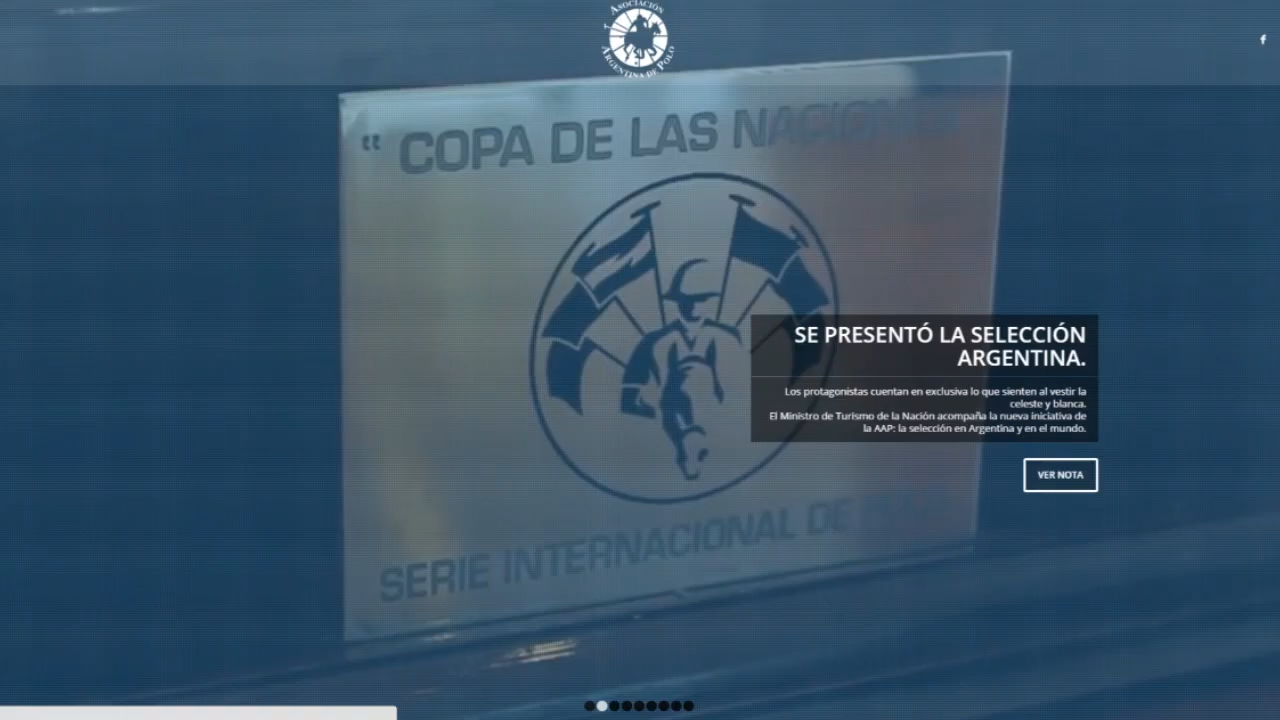 ASOCIACIÓN
ARGENTINA DE POLO
" COPA DE LAS NACIONES
SE PRESENTÓ LA SELECCIÓN
ARGENTINA.
Los protagonistas cuentan en exclusiva lo que sienten al vestir la
celeste y blanca.
El Ministro de Turismo de la Nación acompaña la nueva iniciativa de
la AAP: la selección en Argentina y en el mundo.
VER NOTA
SERIE INTERNACIONAL DE